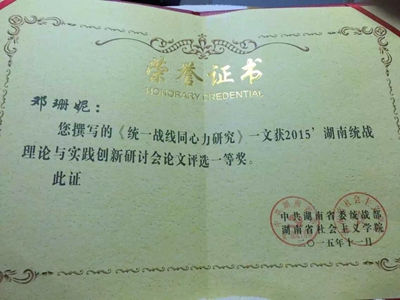 荣誉证书
HONORARY CREDENTIAL
邓珊妮：
您撰写的《统一战线同心力研究》一文获2015'湖南统战
理论与实践创新研讨会论文评选一等奖。
此证
中共湖南省委统战部
湖南省社会主义学院
二〇一五年十一月